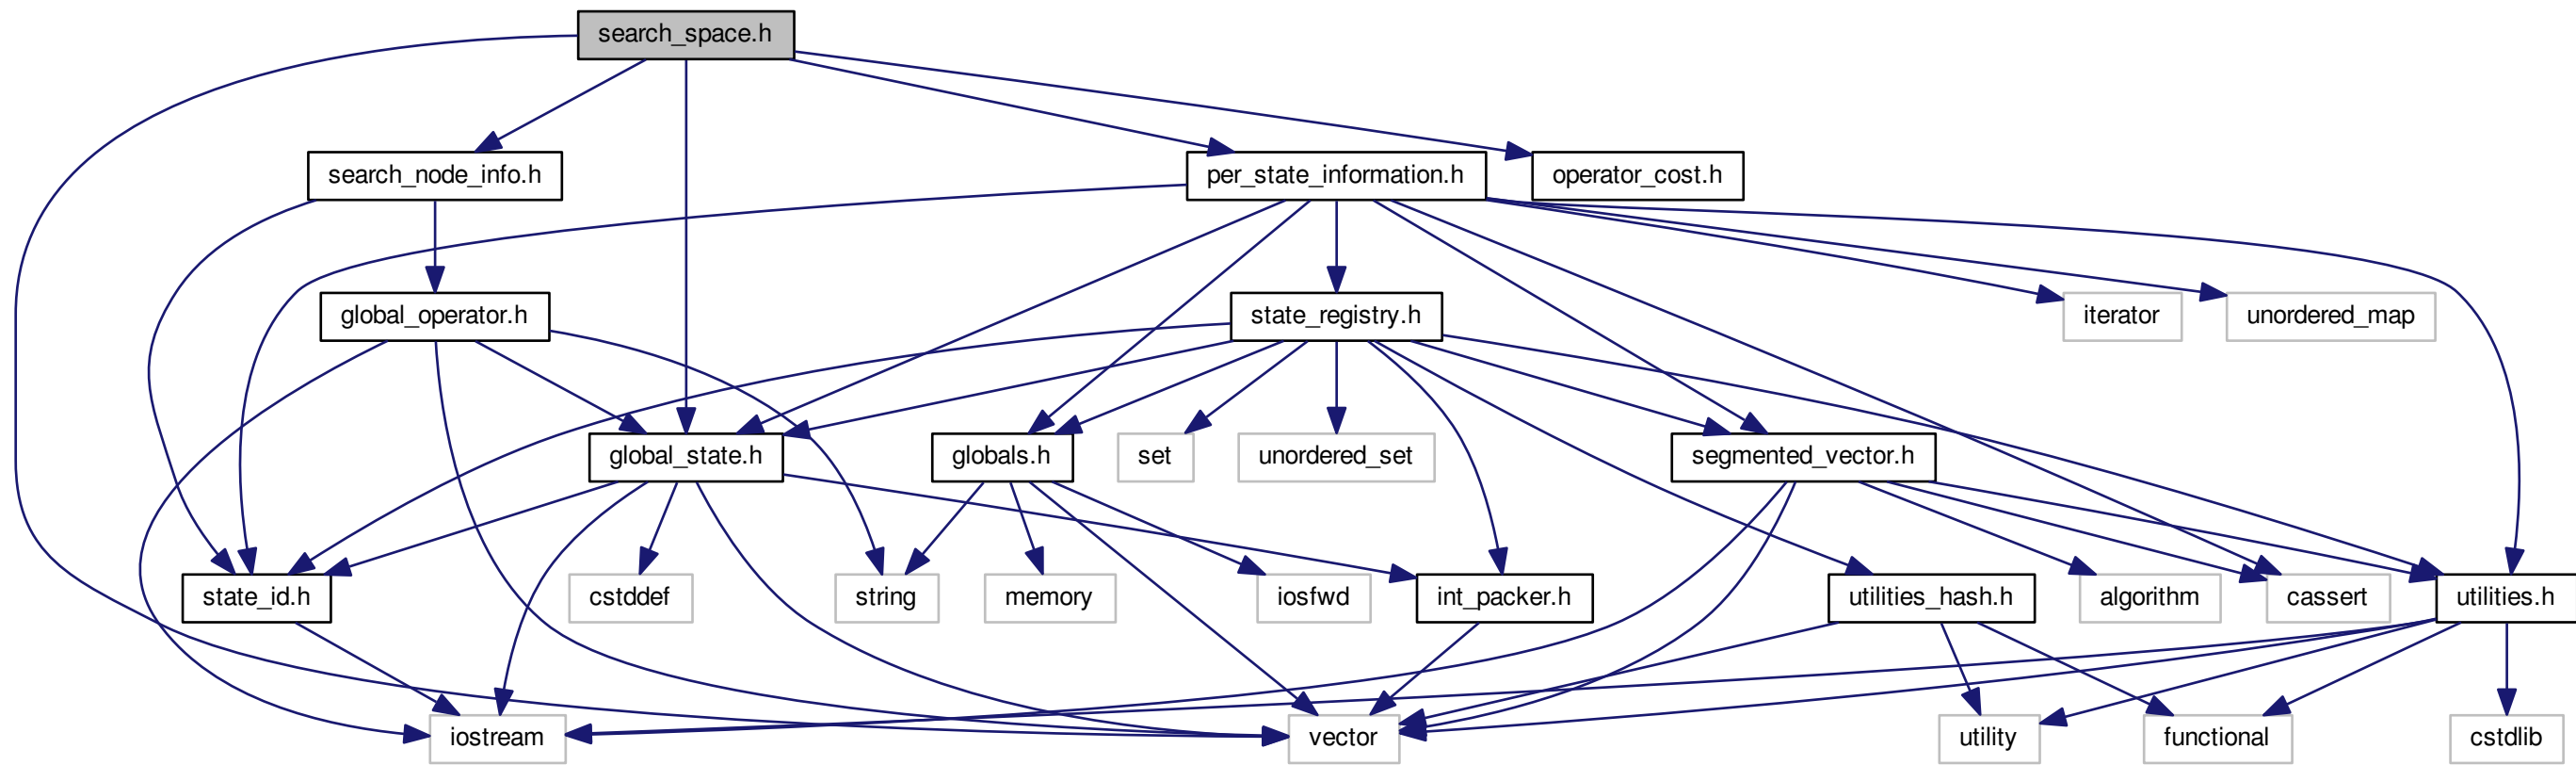 search_space.h
search_node_info.h
per_state_information.h
operator_cost.h
global_operator.h
state_registry.h
iterator
unordered_map
global_state.h
globals.h
set
unordered_set
segmented_vector.h
state_id.h
cstddef
string
memory
iosfwd
int_packer.h
utilities_hash.h
algorithm
cassert
utilities.h
iostream
vector
utility
functional
cstdlib